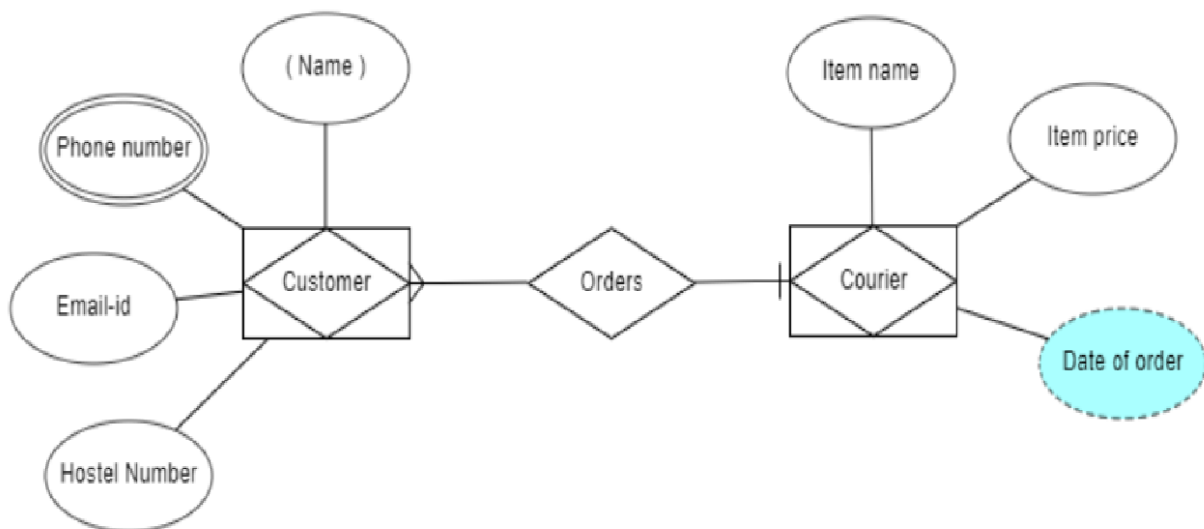 ( Name )
Item name
Item price
Phone number
Customer
Orders
Courier
Email-id
Date of order
Hostel Number